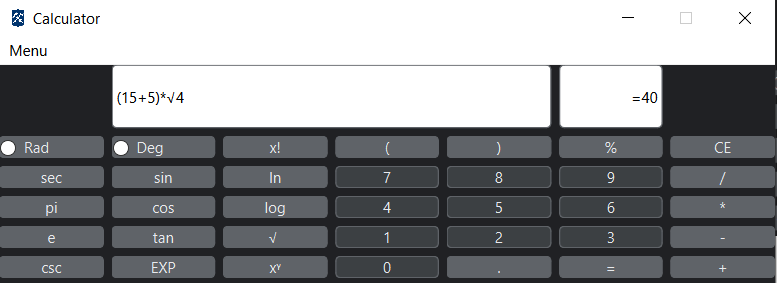 Calculator
Menu
(15+5)*√4 =40
Rad Deg x! ( ) % CE
sec sin ln 7 8 9 /
pi cos log 4 5 6 *
e tan √ 1 2 3 -
csc EXP xʸ 0 . = +